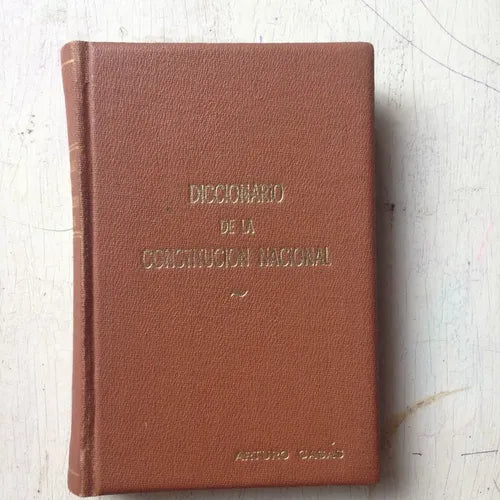 DICCIONARIO
DE LA
CONSTITUCION NACIONAL
ARTURO CASAS